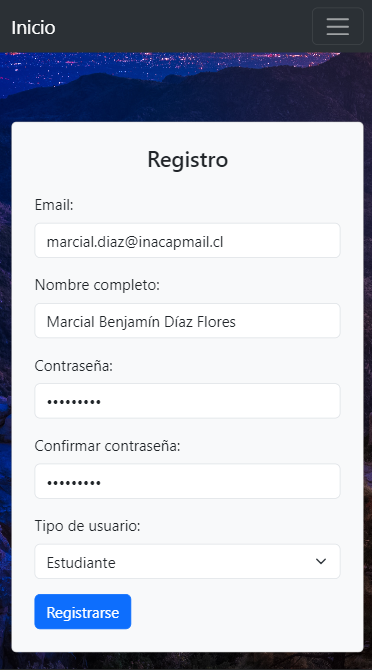 Inicio
Registro
Email:
marcial.diaz@inacapmail.cl
Nombre completo:
Marcial Benjamín Díaz Flores
Contraseña:
•••••••••
Confirmar contraseña:
•••••••••
Tipo de usuario:
Estudiante
Registrarse